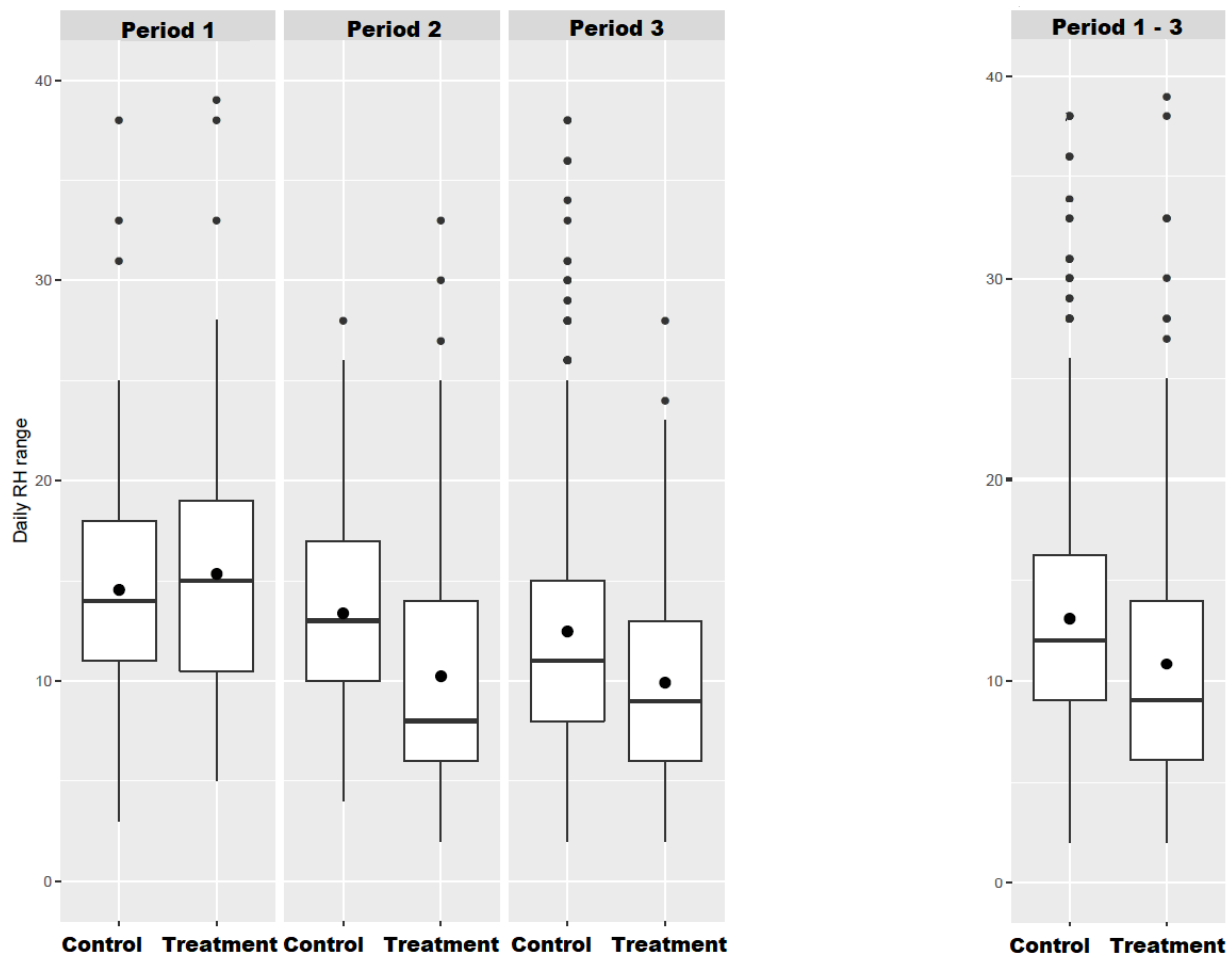 Period 1
Period 2
Period 3
Period 1 - 3
Daily RH range
40
30
20
10
0
40
30
20
10
0
Control
Treatment
Control
Treatment
Control
Treatment
Control
Treatment